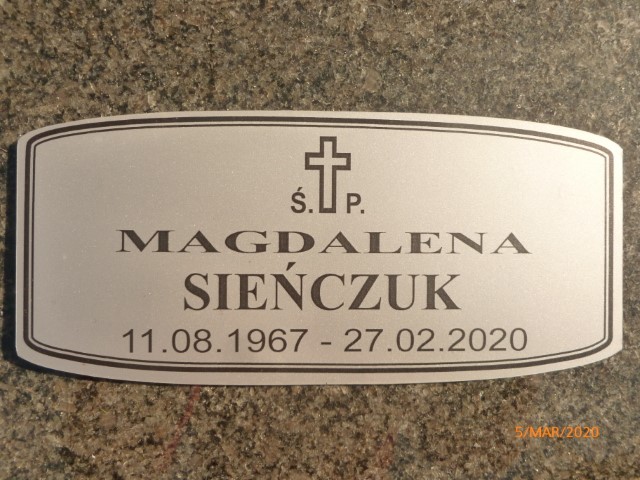 Ś. P.
MAGDALENA
SIEŃCZUK
11.08.1967 - 27.02.2020
5/MAR/2020